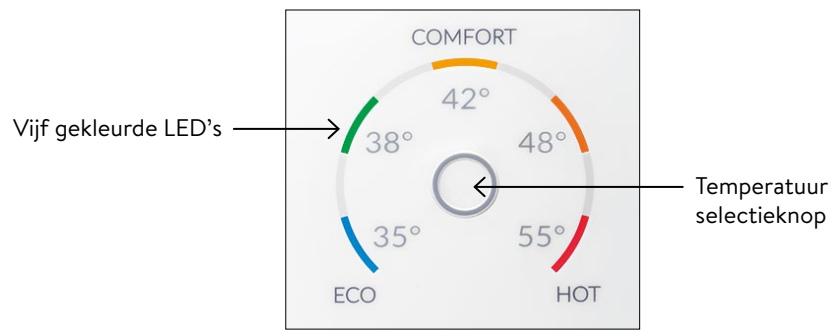 COMFORT
42°
Vijf gekleurde LED's
38°
48°
Temperatuur
selectieknop
35°
55°
ECO
HOT